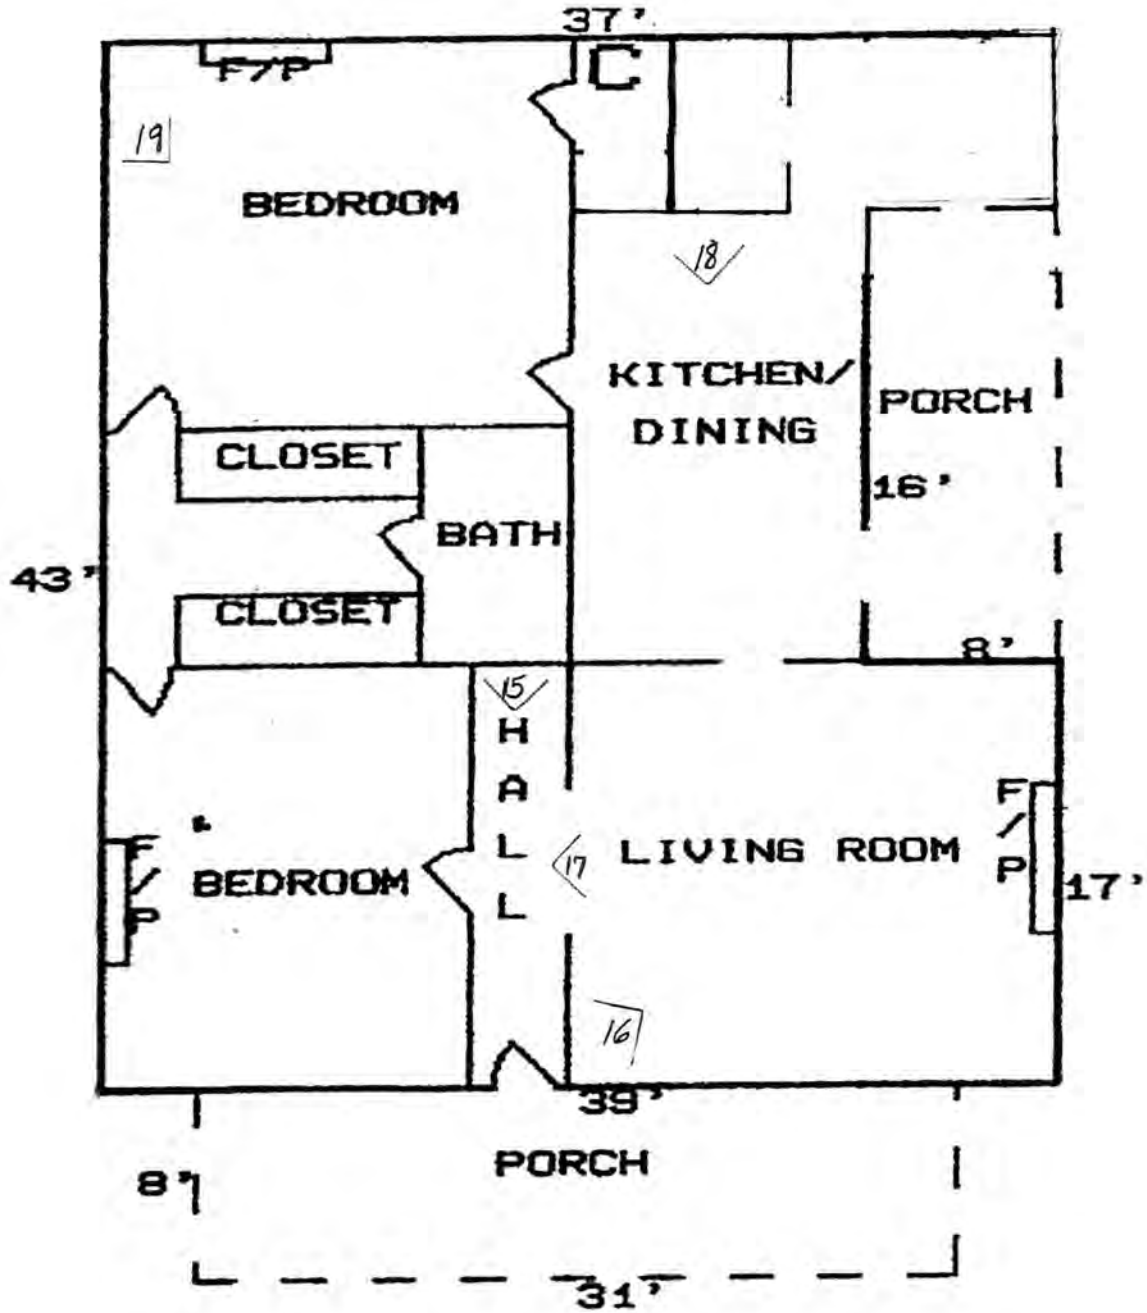 37'
F/P
C
19
BEDROOM
18
KITCHEN/
DINING
PORCH
CLOSET
16'
BATH
43'
CLOSET
8'
15
HALL
F/P
LIVING ROOM
17
F/P
BEDROOM
17'
16
39'
PORCH
8'
31'